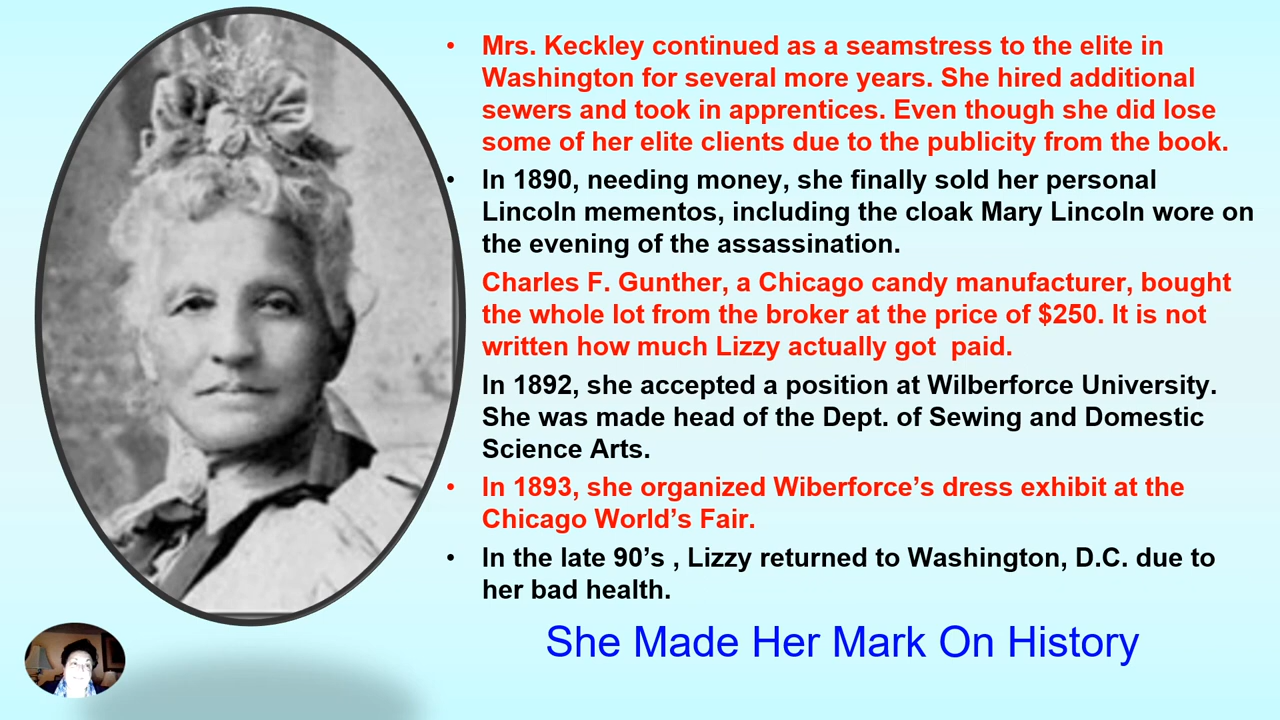 • Mrs. Keckley continued as a seamstress to the elite in
Washington for several more years. She hired additional
sewers and took in apprentices. Even though she did lose
some of her elite clients due to the publicity from the book.
• In 1890, needing money, she finally sold her personal
Lincoln mementos, including the cloak Mary Lincoln wore on
the evening of the assassination.
Charles F. Gunther, a Chicago candy manufacturer, bought
the whole lot from the broker at the price of $250. It is not
written how much Lizzy actually got  paid.
In 1892, she accepted a position at Wilberforce University.
She was made head of the Dept. of Sewing and Domestic
Science Arts.
• In 1893, she organized Wiberforce’s dress exhibit at the
Chicago World’s Fair.
• In the late 90’s , Lizzy returned to Washington, D.C. due to
her bad health.
She Made Her Mark On History